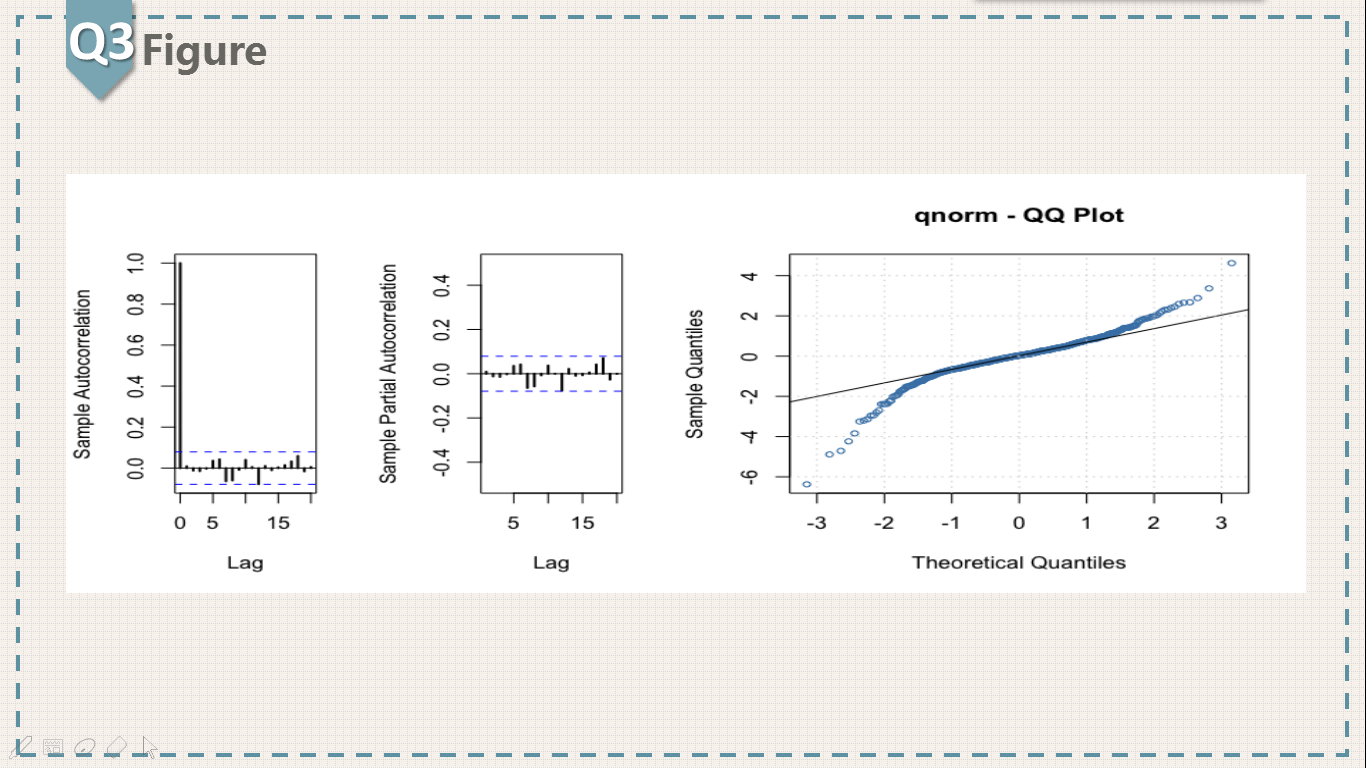 Q3 Figure
Sample Autocorrelation
1.0
0.8
0.6
0.4
0.2
0.0
0 5 15
Lag
Sample Partial Autocorrelation
0.4
0.2
0.0
-0.2
-0.4
5 15
Lag
qnorm - QQ Plot
Sample Quantiles
4
2
0
-2
-4
-6
-3 -2 -1 0 1 2 3
Theoretical Quantiles